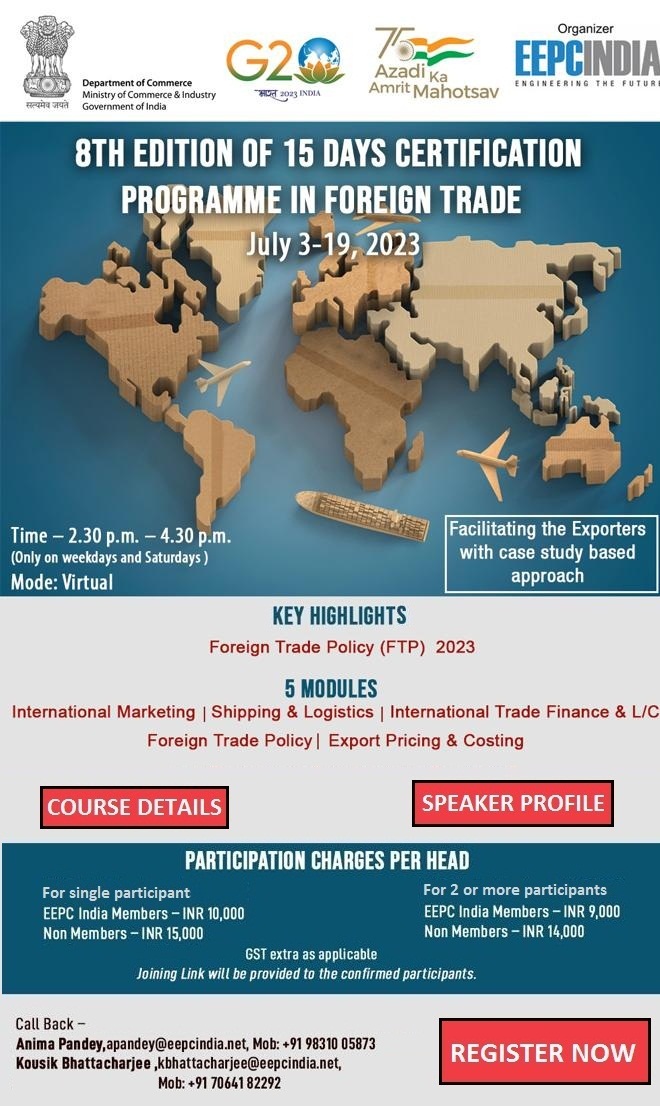 सत्यमेव जयते
Department of Commerce
Ministry of Commerce & Industry
Government of India
G20
भारत 2023 INDIA
75
Azadi Ka
Amrit Mahotsav
Organizer
EEPCINDIA
ENGINEERING THE FUTURE
8TH EDITION OF 15 DAYS CERTIFICATION
PROGRAMME IN FOREIGN TRADE
July 3-19, 2023
Time – 2.30 p.m. – 4.30 p.m.
(Only on weekdays and Saturdays )
Mode: Virtual
Facilitating the Exporters
with case study based
approach
KEY HIGHLIGHTS
Foreign Trade Policy (FTP) 2023
5 MODULES
International Marketing | Shipping & Logistics | International Trade Finance & L/C
Foreign Trade Policy | Export Pricing & Costing
COURSE DETAILS
SPEAKER PROFILE
PARTICIPATION CHARGES PER HEAD
For single participant
EEPC India Members – INR 10,000
Non Members – INR 15,000
For 2 or more participants
EEPC India Members – INR 9,000
Non Members – INR 14,000
GST extra as applicable
Joining Link will be provided to the confirmed participants.
Call Back –
Anima Pandey,apandey@eepcindia.net, Mob: +91 98310 05873
Kousik Bhattacharjee ,kbhattacharjee@eepcindia.net,
Mob: +91 70641 82292
REGISTER NOW